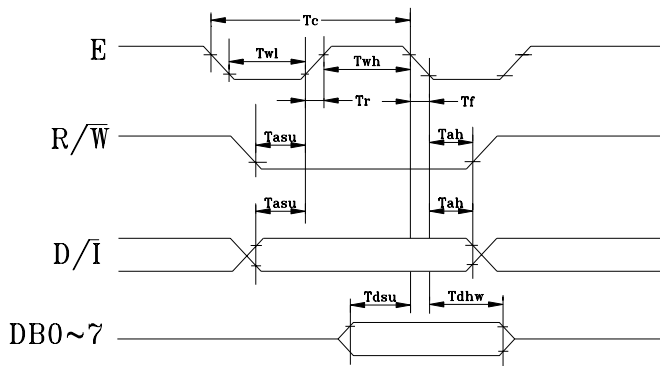 Tc
E
Twl
Twh
Tr
Tf
R/W̅
Tasu
Tah
Tasu
Tah
D/I̅
Tdsu
Tdhw
DB0~7